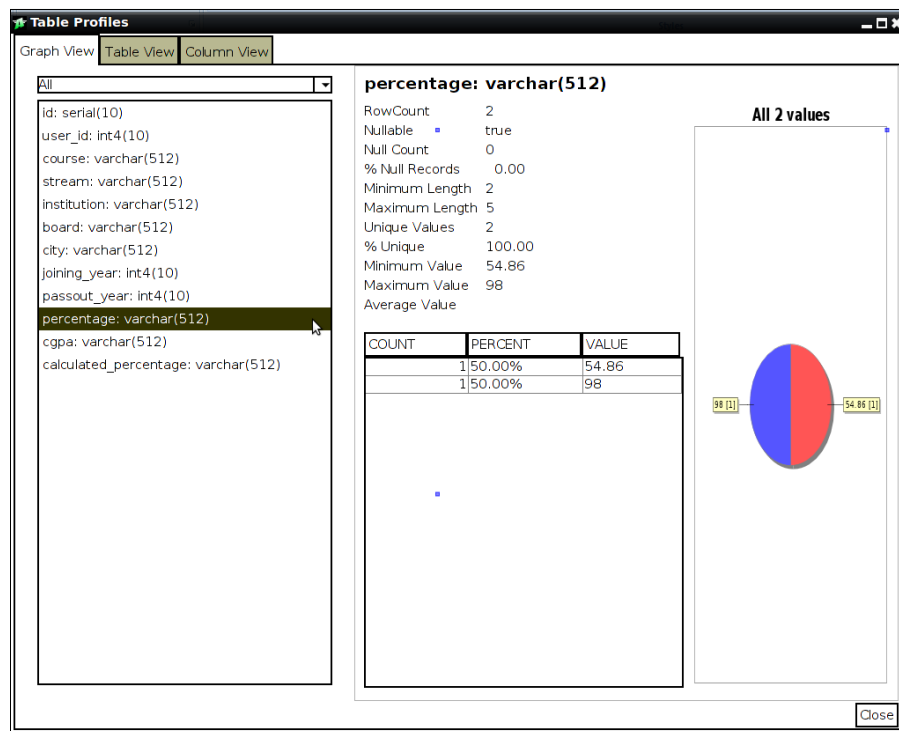 Table Profiles
Graph View Table View Column View
All
id: serial(10)
user_id: int4(10)
course: varchar(512)
stream: varchar(512)
institution: varchar(512)
board: varchar(512)
city: varchar(512)
joining_year: int4(10)
passout_year: int4(10)
percentage: varchar(512)
cgpa: varchar(512)
calculated_percentage: varchar(512)
percentage: varchar(512)
RowCount 2
Nullable true
Null Count 0
% Null Records 0.00
Minimum Length 2
Maximum Length 5
Unique Values 2
% Unique 100.00
Minimum Value 54.86
Maximum Value 98
Average Value
COUNT PERCENT VALUE
1 50.00% 54.86
1 50.00% 98
All 2 values
98 [1]
54.86 [1]
Close